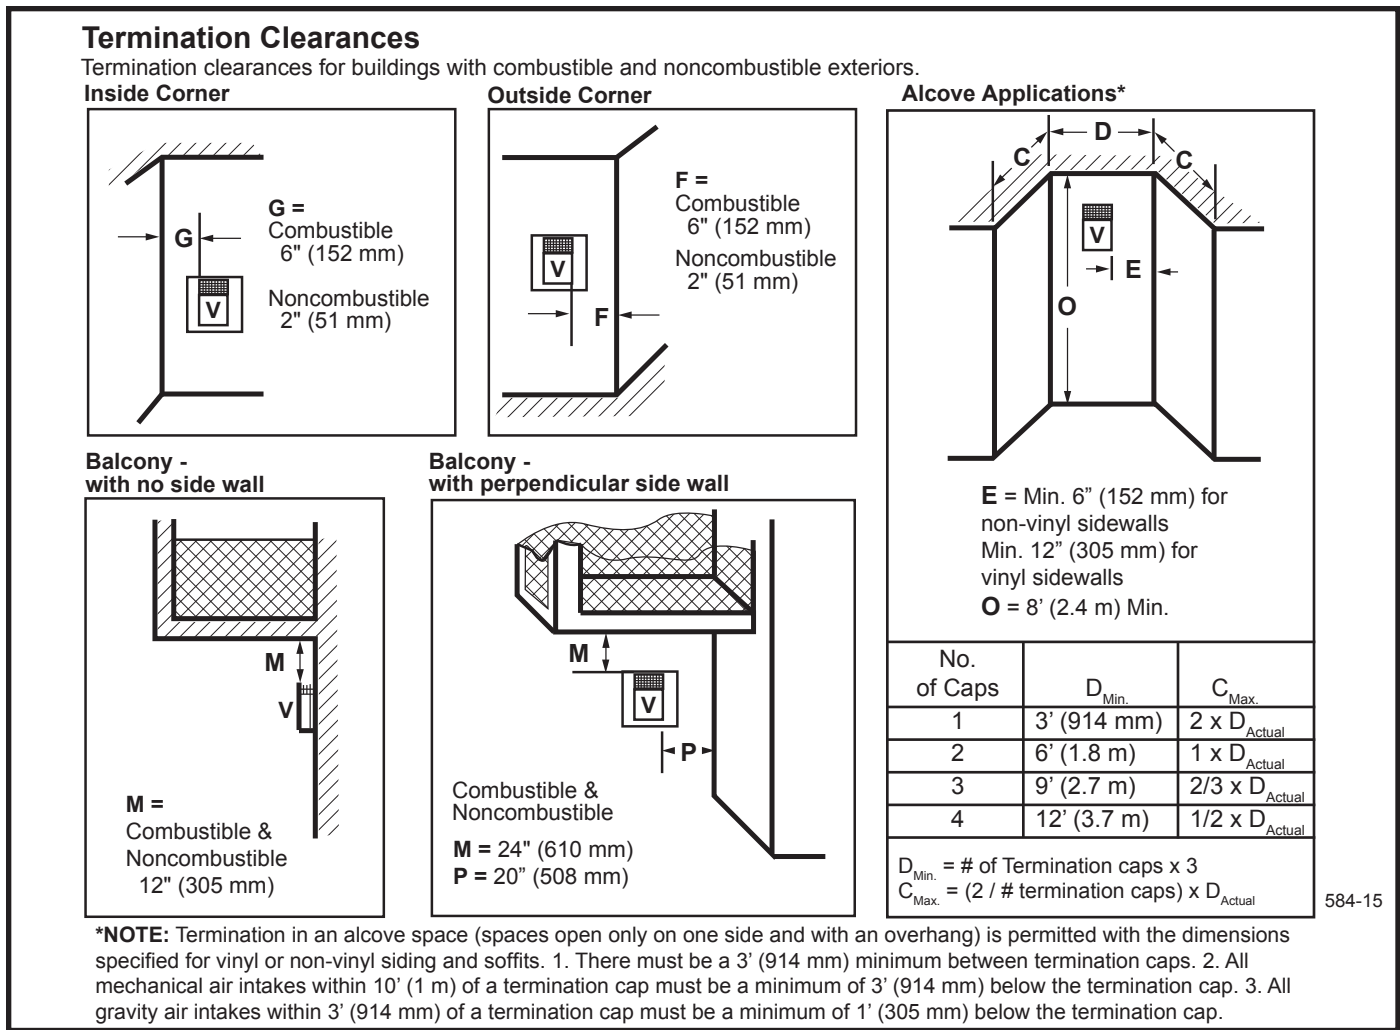 Termination Clearances
Termination clearances for buildings with combustible and noncombustible exteriors.
Inside Corner
G
G =
Combustible
6" (152 mm)
Noncombustible
2" (51 mm)
V
Outside Corner
F =
Combustible
6" (152 mm)
Noncombustible
2" (51 mm)
V
F
Alcove Applications*
D
C
C
V
E
O
E = Min. 6” (152 mm) for
non-vinyl sidewalls
Min. 12” (305 mm) for
vinyl sidewalls
O = 8’ (2.4 m) Min.
No.
of Caps D Min. C Max.
1 3’ (914 mm) 2 x D Actual
2 6’ (1.8 m) 1 x D Actual
3 9’ (2.7 m) 2/3 x D Actual
4 12’ (3.7 m) 1/2 x D Actual
D Min. = # of Termination caps x 3
C Max. = (2 / # termination caps) x D Actual
584-15
Balcony -
with no side wall
M
V
M =
Combustible &
Noncombustible
12" (305 mm)
Balcony -
with perpendicular side wall
M
V
P
Combustible &
Noncombustible
M = 24" (610 mm)
P = 20” (508 mm)
*NOTE: Termination in an alcove space (spaces open only on one side and with an overhang) is permitted with the dimensions
specified for vinyl or non-vinyl siding and soffits. 1. There must be a 3’ (914 mm) minimum between termination caps. 2. All
mechanical air intakes within 10’ (1 m) of a termination cap must be a minimum of 3’ (914 mm) below the termination cap. 3. All
gravity air intakes within 3’ (914 mm) of a termination cap must be a minimum of 1’ (305 mm) below the termination cap.